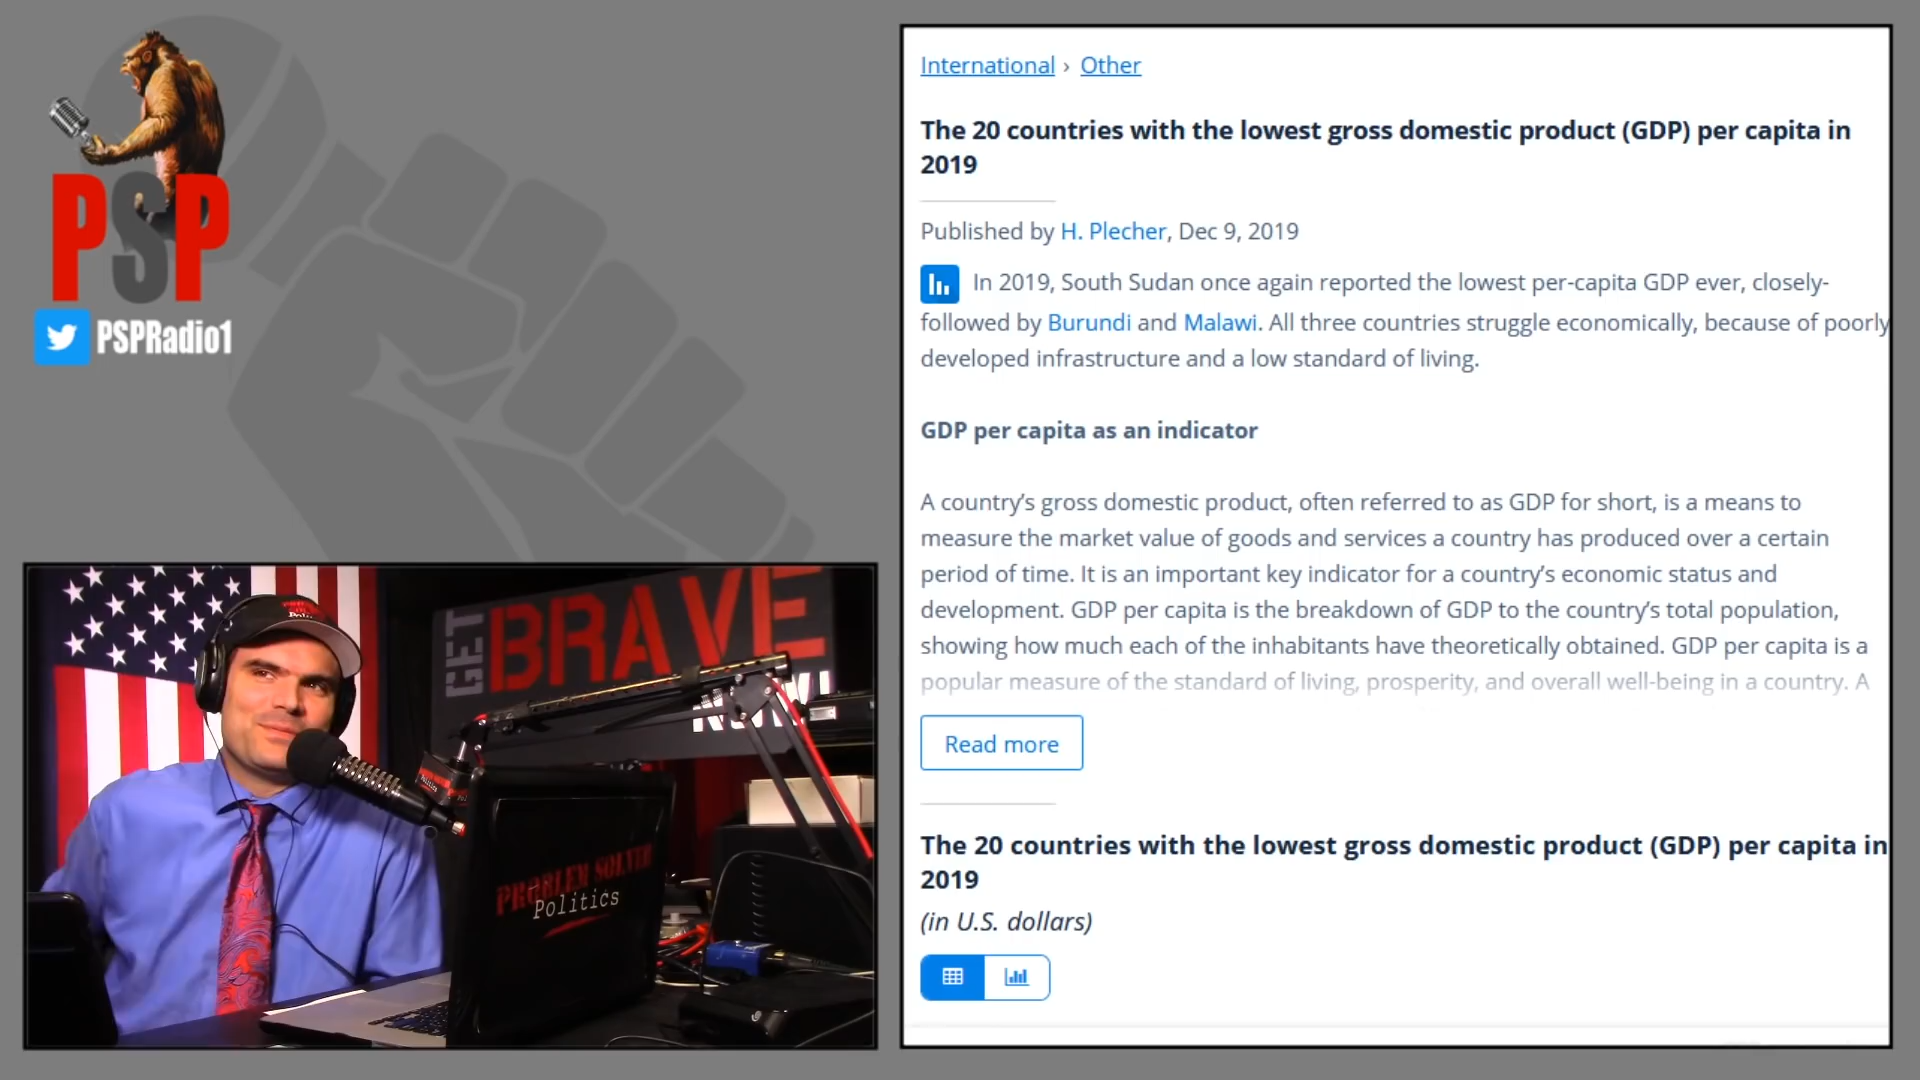 PSP
PSPRadio1
International › Other
The 20 countries with the lowest gross domestic product (GDP) per capita in
2019
Published by H. Plecher, Dec 9, 2019
In 2019, South Sudan once again reported the lowest per-capita GDP ever, closely-
followed by Burundi and Malawi. All three countries struggle economically, because of poorly
developed infrastructure and a low standard of living.
GDP per capita as an indicator
A country’s gross domestic product, often referred to as GDP for short, is a means to
measure the market value of goods and services a country has produced over a certain
period of time. It is an important key indicator for a country’s economic status and
development. GDP per capita is the breakdown of GDP to the country’s total population,
showing how much each of the inhabitants have theoretically obtained. GDP per capita is a
popular measure of the standard of living, prosperity, and overall well-being in a country. A
Read more
The 20 countries with the lowest gross domestic product (GDP) per capita in
2019
(in U.S. dollars)
GET
BRAVE
NOW!
PROBLEM SOLVER
Politics